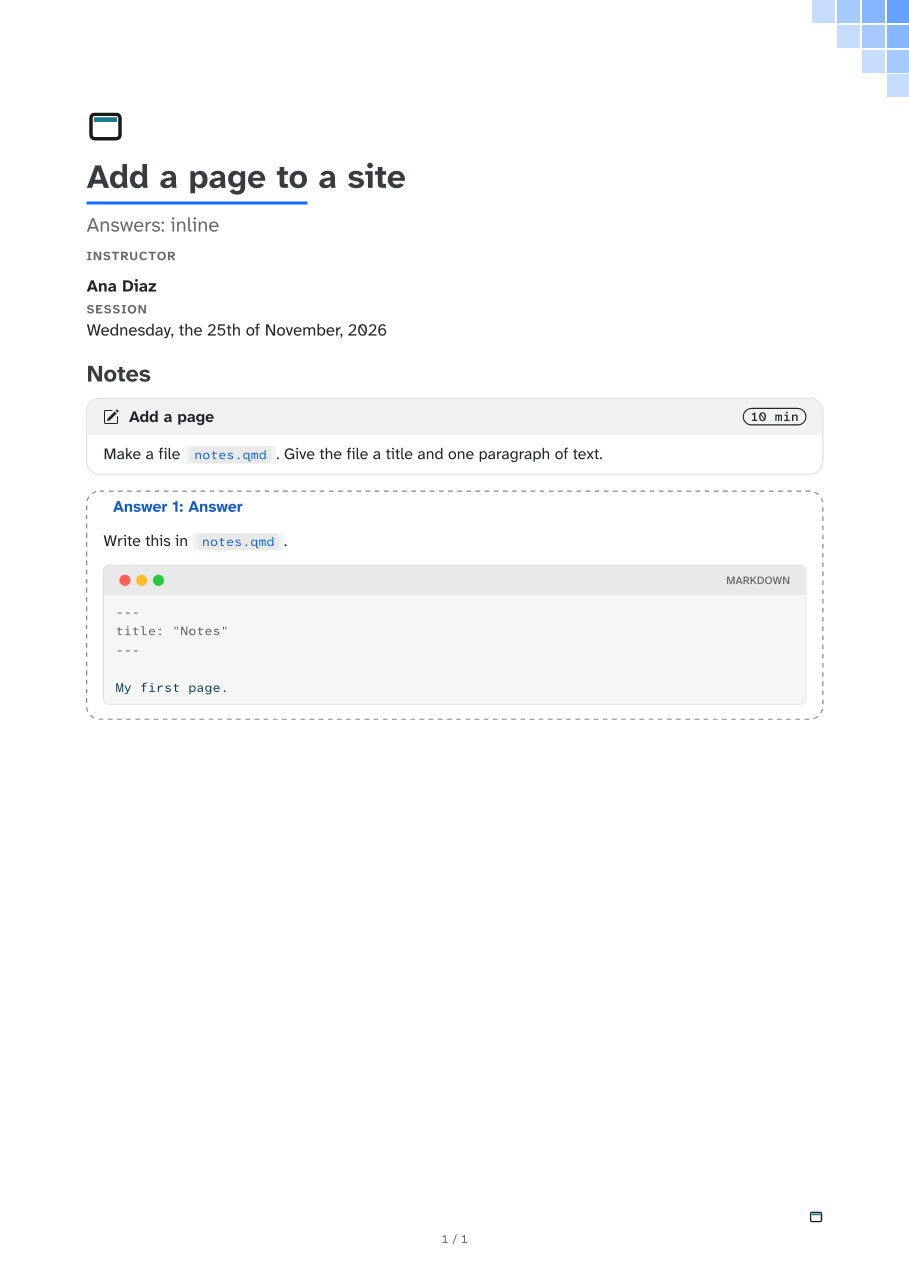 Add a page to a site
Answers: inline
INSTRUCTOR
Ana Diaz
SESSION
Wednesday, the 25th of November, 2026
Notes
Add a page 10 min
Make a file notes.qmd. Give the file a title and one paragraph of text.
Answer 1: Answer
Write this in notes.qmd.
MARKDOWN
---
title: "Notes"
---
My first page.
1 / 1